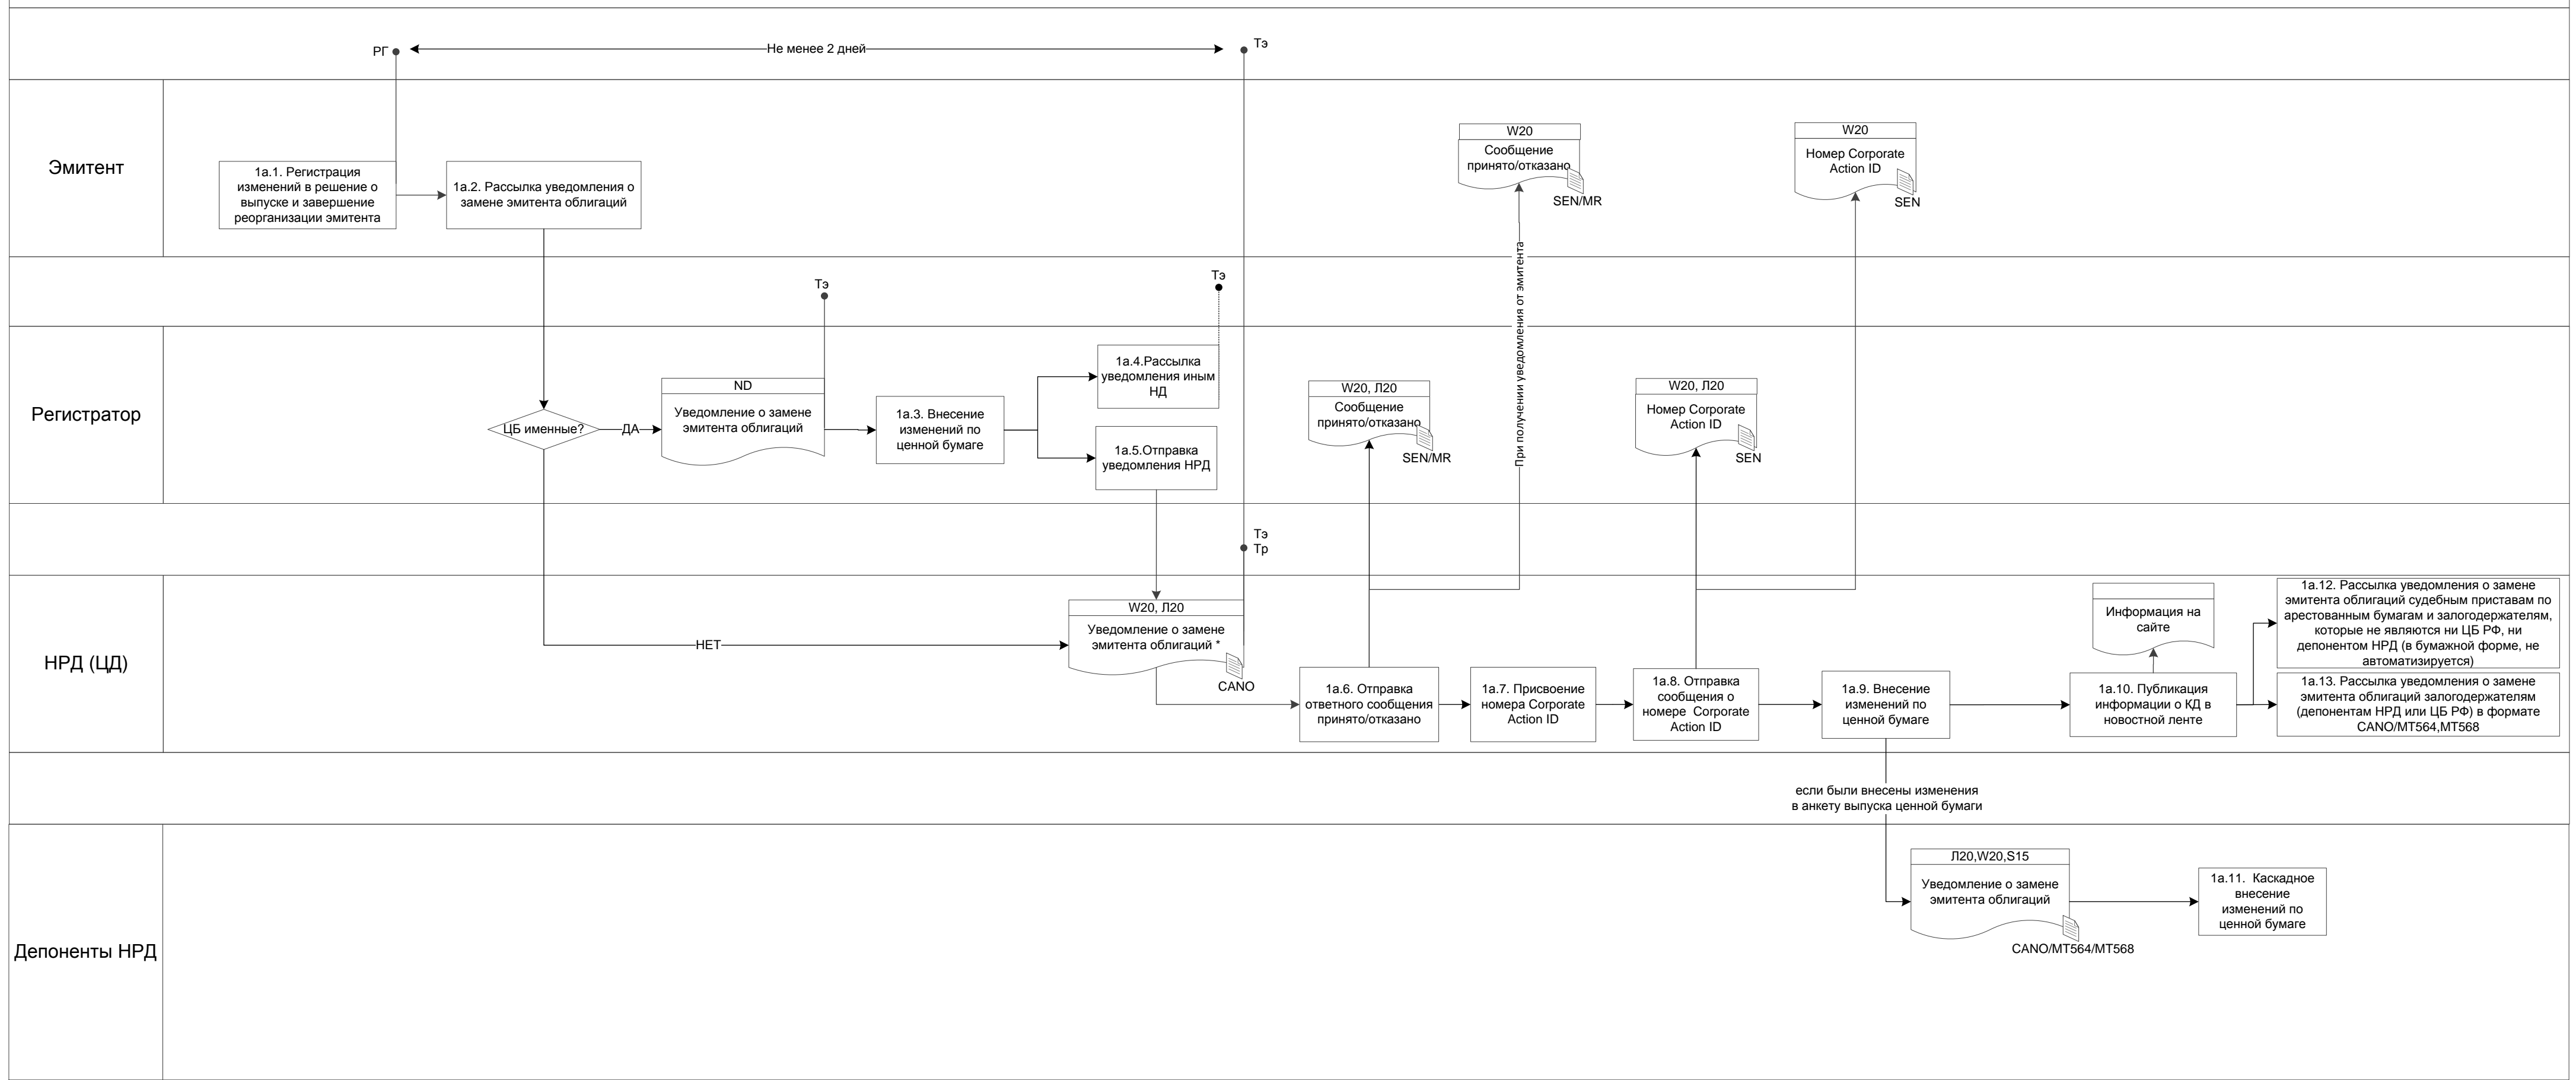 РГ
Не менее 2 дней
Тэ
Эмитент
1а.1. Регистрация
изменений в решение о
выпуске и завершение
реорганизации эмитента
1а.2. Рассылка уведомления о
замене эмитента облигаций
W20
Сообщение
принято/отказано
SEN/MR
W20
Номер Corporate
Action ID
SEN
При получении уведомления от эмитента
Тэ
Тэ
Регистратор
ЦБ именные?
ДА
ND
Уведомление о замене
эмитента облигаций
1а.3. Внесение
изменений по
ценной бумаге
1а.4.Рассылка
уведомления иным
НД
1а.5.Отправка
уведомления НРД
W20, Л20
Сообщение
принято/отказано
SEN/MR
W20, Л20
Номер Corporate
Action ID
SEN
Тэ
Тр
НРД (ЦД)
НЕТ
W20, Л20
Уведомление о замене
эмитента облигаций *
CANO
1а.6. Отправка
ответного сообщения
принято/отказано
1а.7. Присвоение
номера Corporate
Action ID
1а.8. Отправка
сообщения о
номере Corporate
Action ID
1а.9. Внесение
изменений по
ценной бумаге
Информация на
сайте
1а.10. Публикация
информации о КД в
новостной ленте
1а.12. Рассылка уведомления о замене
эмитента облигаций судебным приставам по
арестованным бумагам и залогодержателям,
которые не являются ни ЦБ РФ, ни
депонентом НРД (в бумажной форме, не
автоматизируется)
1а.13. Рассылка уведомления о замене
эмитента облигаций залогодержателям
(депонентам НРД или ЦБ РФ) в формате
CANO/MT564,MT568
если были внесены изменения
в анкету выпуска ценной бумаги
Депоненты НРД
Л20,W20,S15
Уведомление о замене
эмитента облигаций
CANO/MT564/MT568
1а.11. Каскадное
внесение
изменений по
ценной бумаге